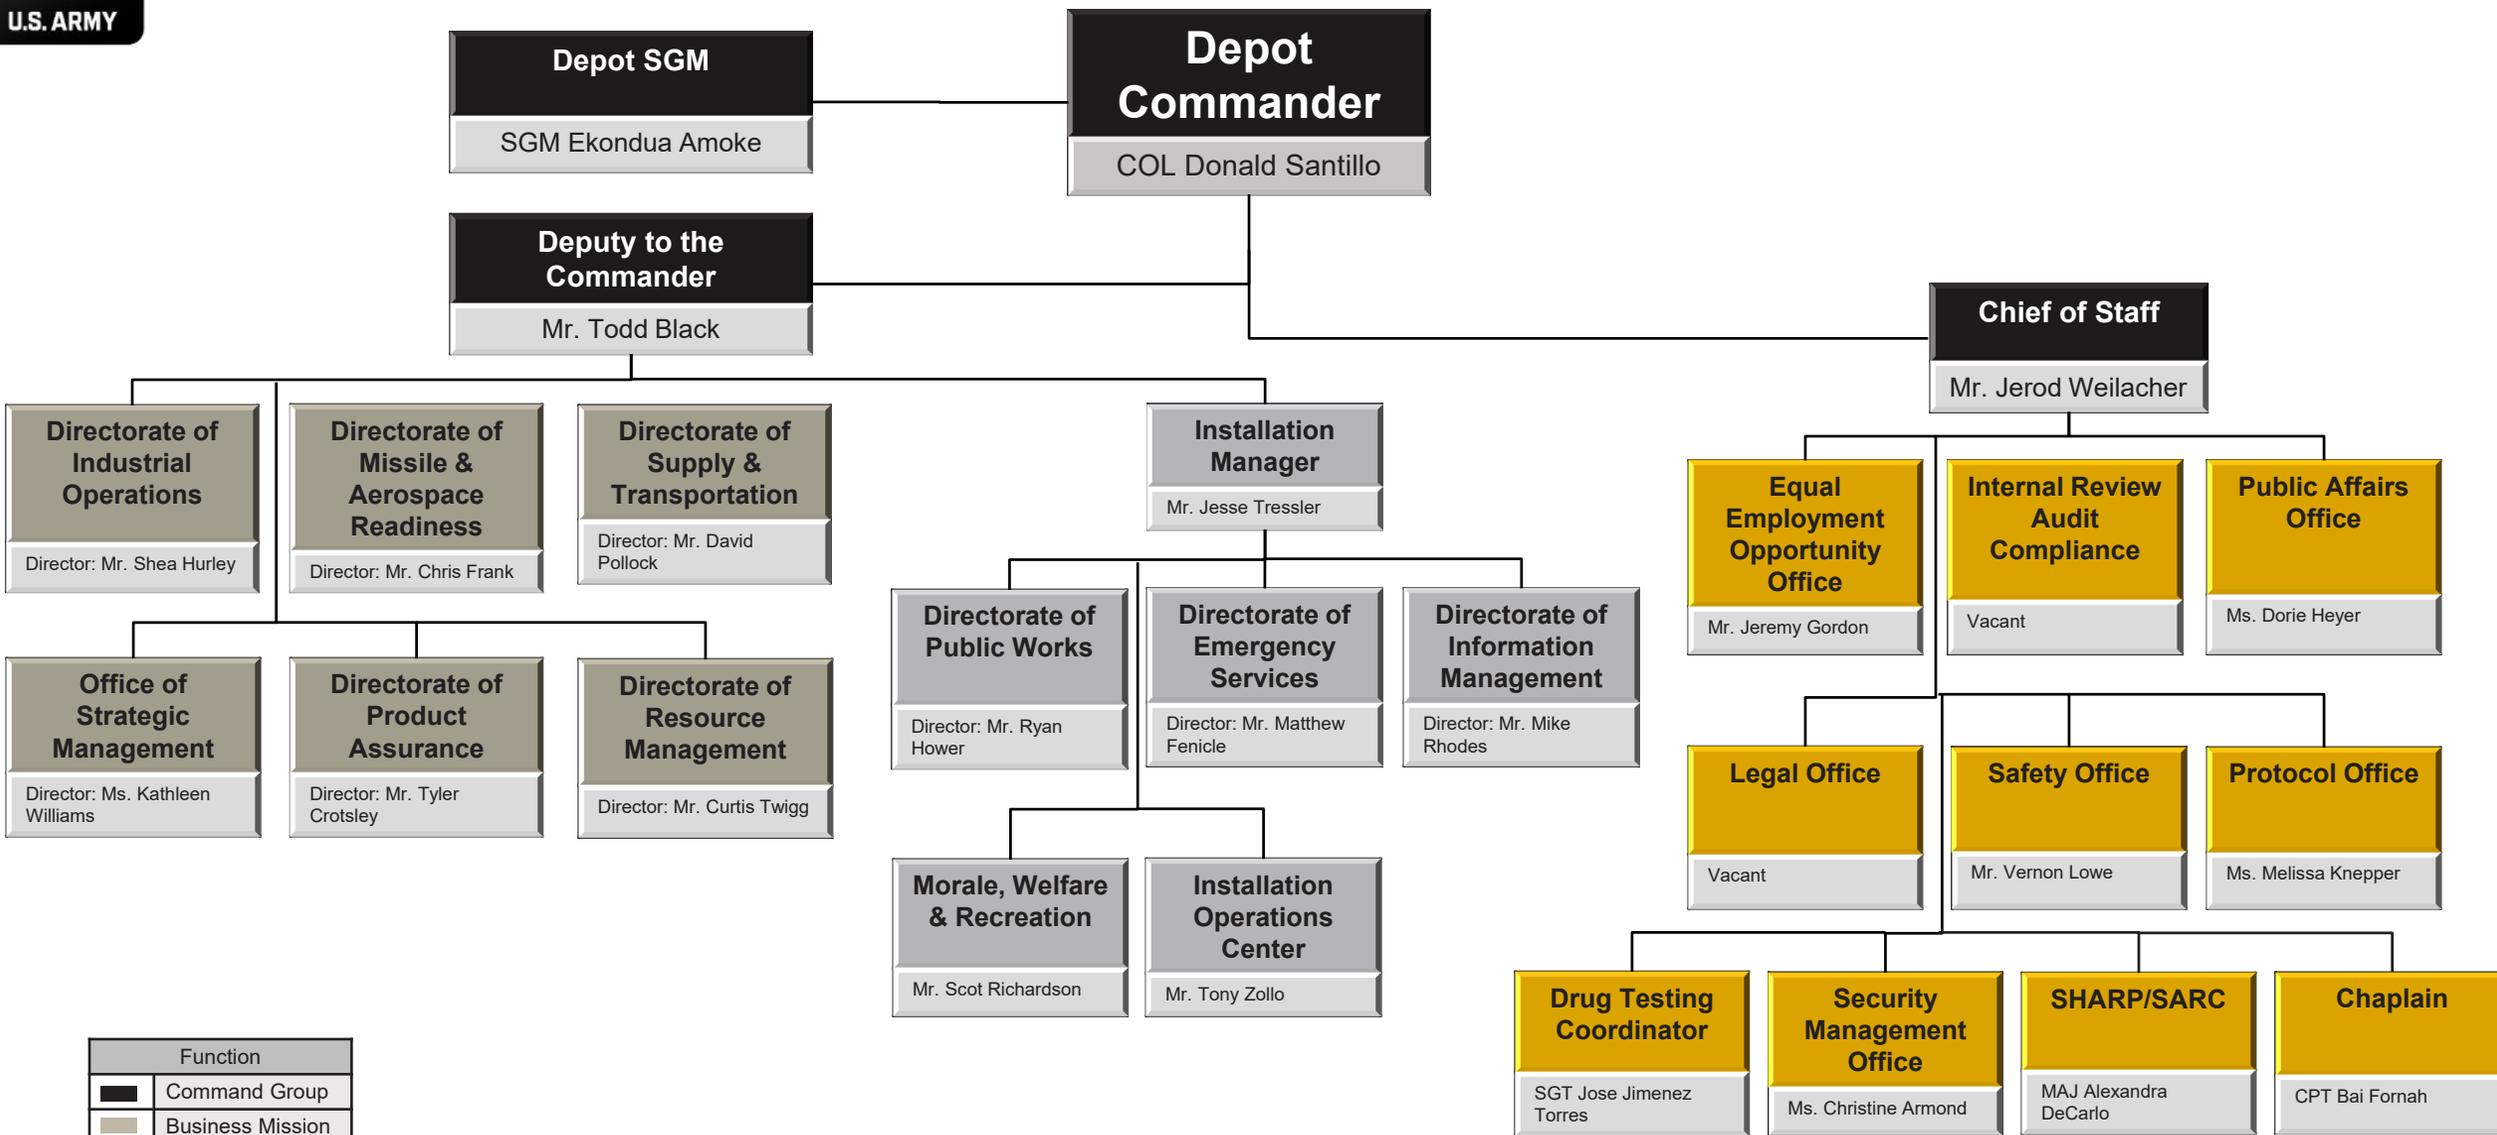 U.S. ARMY
Depot SGM
SGM Ekondua Amoke
Depot
Commander
COL Donald Santillo
Deputy to the
Commander
Mr. Todd Black
Chief of Staff
Mr. Jerod Weilacher
Directorate of
Industrial
Operations
Director: Mr. Shea Hurley
Directorate of
Missile &
Aerospace
Readiness
Director: Mr. Chris Frank
Directorate of
Supply &
Transportation
Director: Mr. David
Pollock
Installation
Manager
Mr. Jesse Tressler
Equal
Employment
Opportunity
Office
Mr. Jeremy Gordon
Internal Review
Audit
Compliance
Vacant
Public Affairs
Office
Ms. Dorie Heyer
Office of
Strategic
Management
Director: Ms. Kathleen
Williams
Directorate of
Product
Assurance
Director: Mr. Tyler
Crotsley
Directorate of
Resource
Management
Director: Mr. Curtis Twigg
Directorate of
Public Works
Director: Mr. Ryan
Hower
Directorate of
Emergency
Services
Director: Mr. Matthew
Fenicle
Directorate of
Information
Management
Director: Mr. Mike
Rhodes
Legal Office
Vacant
Safety Office
Mr. Vernon Lowe
Protocol Office
Ms. Melissa Knepper
Morale, Welfare
& Recreation
Mr. Scot Richardson
Installation
Operations
Center
Mr. Tony Zollo
Drug Testing
Coordinator
SGT Jose Jimenez
Torres
Security
Management
Office
Ms. Christine Armond
SHARP/SARC
MAJ Alexandra
DeCarlo
Chaplain
CPT Bai Fornah
Function
Command Group
Business Mission